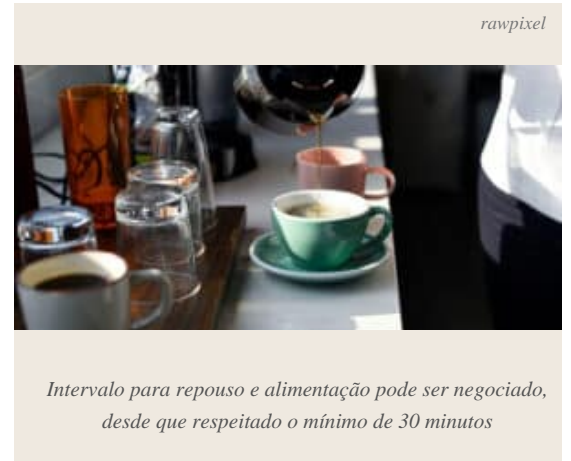 rawpixel
Intervalo para repouso e alimentação pode ser negociado,
desde que respeitado o mínimo de 30 minutos